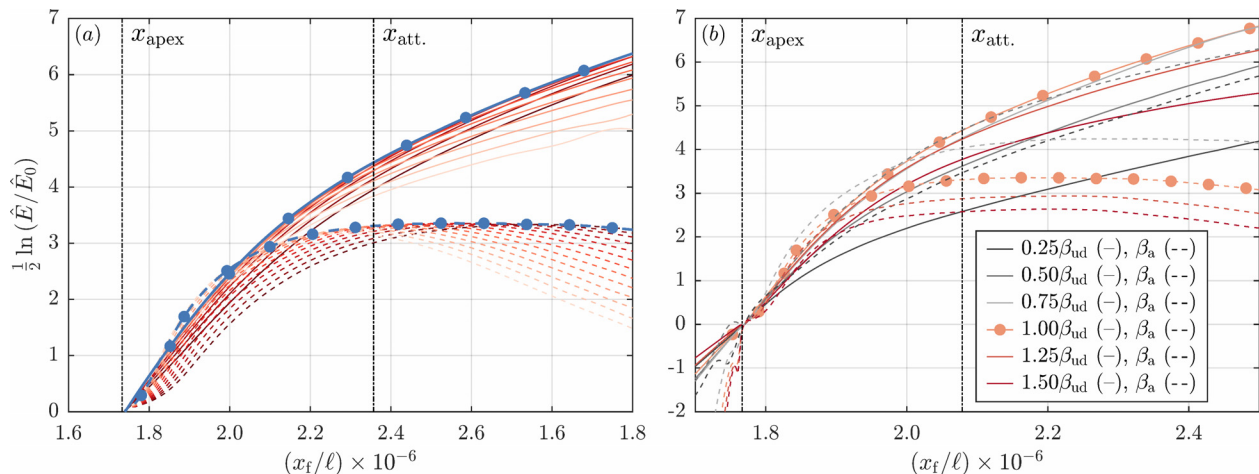 (a) x_apex x_att.
7
6
5
4
3
2
1
0
1/2 ln (Ê/Ê_0)
1.6 1.8 2.0 2.2 2.4 2.6 1.8
(x_f/ℓ) × 10^-6
(b) x_apex x_att.
7
6
5
4
3
2
1
0
-1
-2
0.25β_ud (–), β_a (--)
0.50β_ud (–), β_a (--)
0.75β_ud (–), β_a (--)
1.00β_ud (–), β_a (--)
1.25β_ud (–), β_a (--)
1.50β_ud (–), β_a (--)
1.8 2.0 2.2 2.4
(x_f/ℓ) × 10^-6